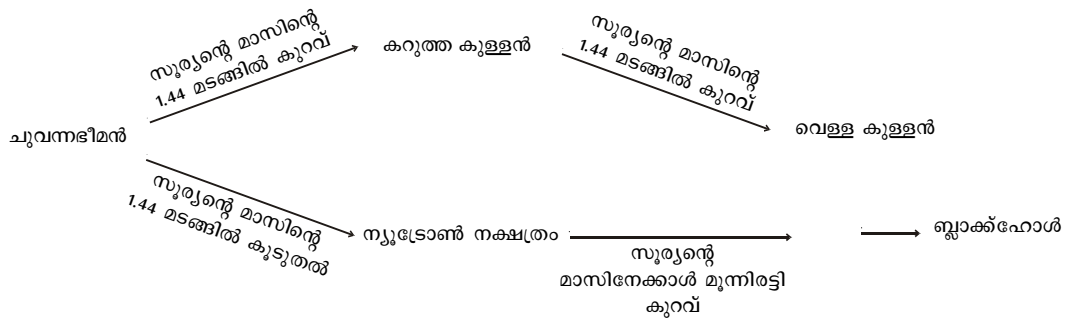 സൂര്യന്റെ മാസിന്റെ
1.44 മടങ്ങിൽ കുറവ്
കറുത്ത കുള്ളൻ
സൂര്യന്റെ മാസിന്റെ
1.44 മടങ്ങിൽ കുറവ്
ചുവന്നഭീമൻ
വെള്ള കുള്ളൻ
സൂര്യന്റെ മാസിന്റെ
1.44 മടങ്ങിൽ കൂടുതൽ
ന്യൂട്രോൺ നക്ഷത്രം
സൂര്യന്റെ
മാസിനേക്കാൾ മൂന്നിരട്ടി
കുറവ്
ബ്ലാക്ക്ഹോൾ